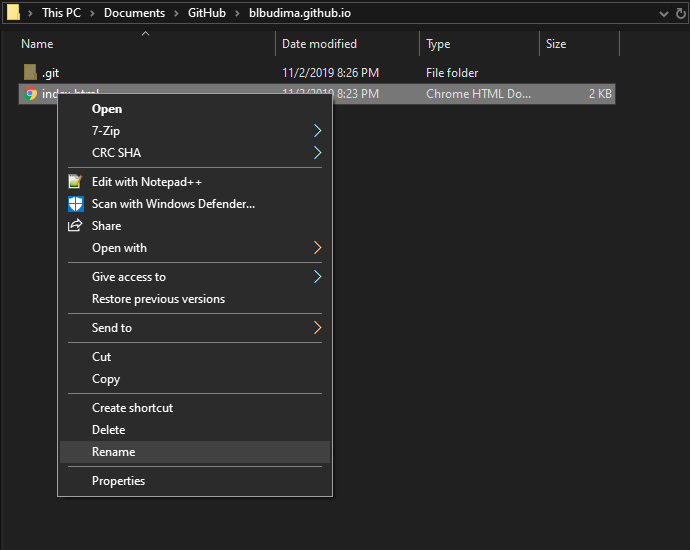 This PC > Documents > GitHub > blbudima.github.io
Name Date modified Type Size
.git 11/2/2019 8:26 PM File folder
index.html 11/2/2019 8:23 PM Chrome HTML Do... 2 KB
Open
7-Zip
CRC SHA
Edit with Notepad++
Scan with Windows Defender...
Share
Open with
Give access to
Restore previous versions
Send to
Cut
Copy
Create shortcut
Delete
Rename
Properties